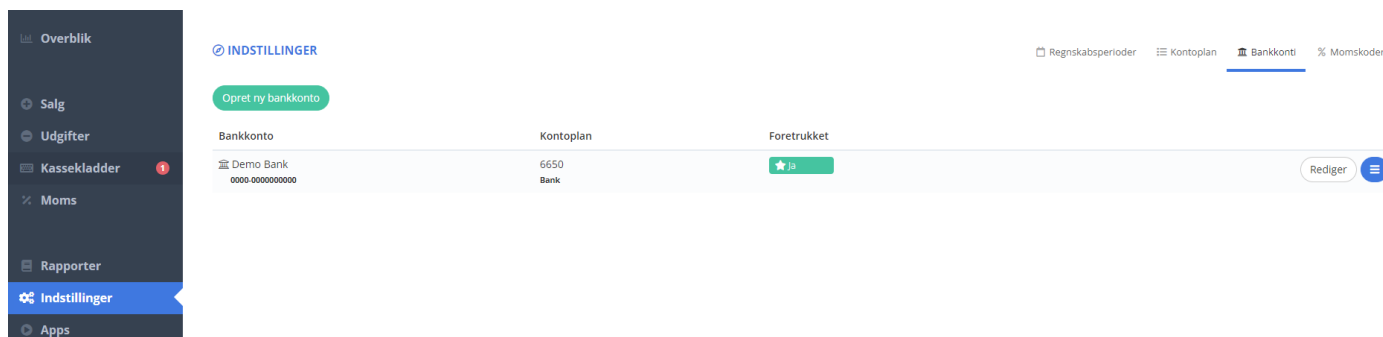 Overblik
Salg
Udgifter
Kassekladder 1
Moms
Rapporter
Indstillinger
Apps
INDSTILLINGER
Regnskabsperioder Kontoplan Bankkonti % Momskoder
Opret ny bankkonto
Bankkonto Kontoplan Foretrukket
Demo Bank 6650 Ja Rediger
0000-0000000000 Bank